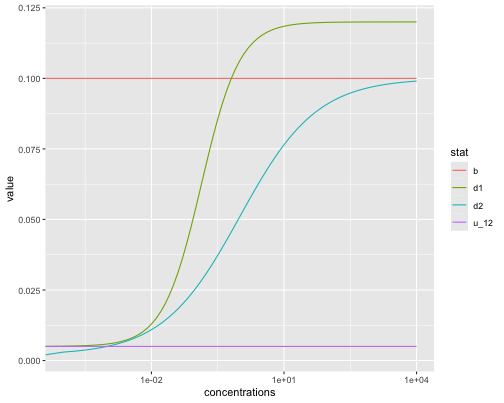 0.125
0.100
0.075
0.050
0.025
0.000
value
1e-02
1e+01
1e+04
concentrations
stat
b
d1
d2
u_12